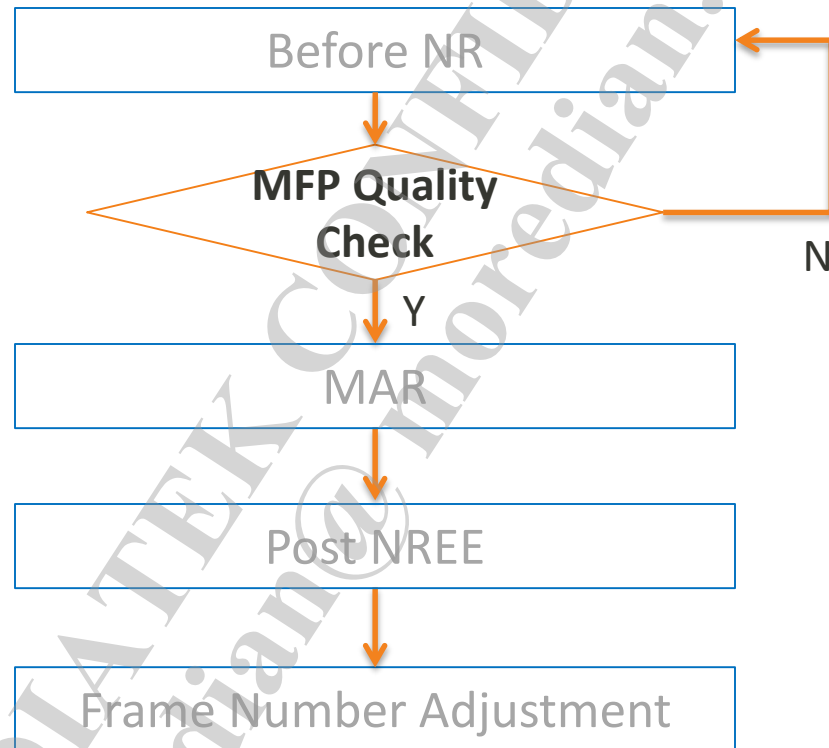 Before NR
MFP Quality
Check
N
Y
MAR
Post NREE
Frame Number Adjustment